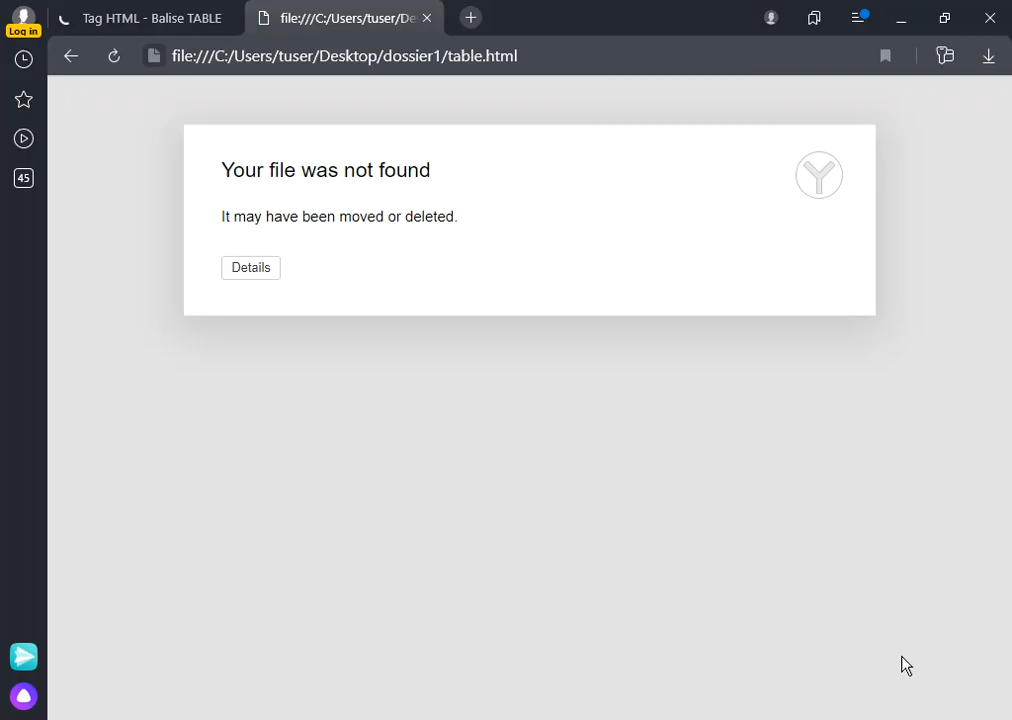 Tag HTML - Balise TABLE
file:///C:/Users/tuser/De
Log in
file:///C:/Users/tuser/Desktop/dossier1/table.html
45
Your file was not found
It may have been moved or deleted.
Details